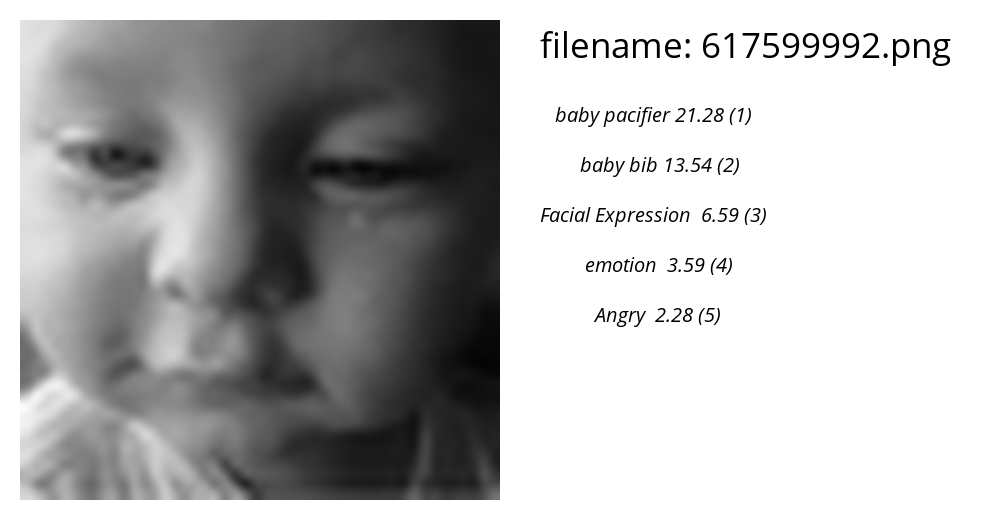 filename: 617599992.png
baby pacifier 21.28 (1)
baby bib 13.54 (2)
Facial Expression 6.59 (3)
emotion 3.59 (4)
Angry 2.28 (5)